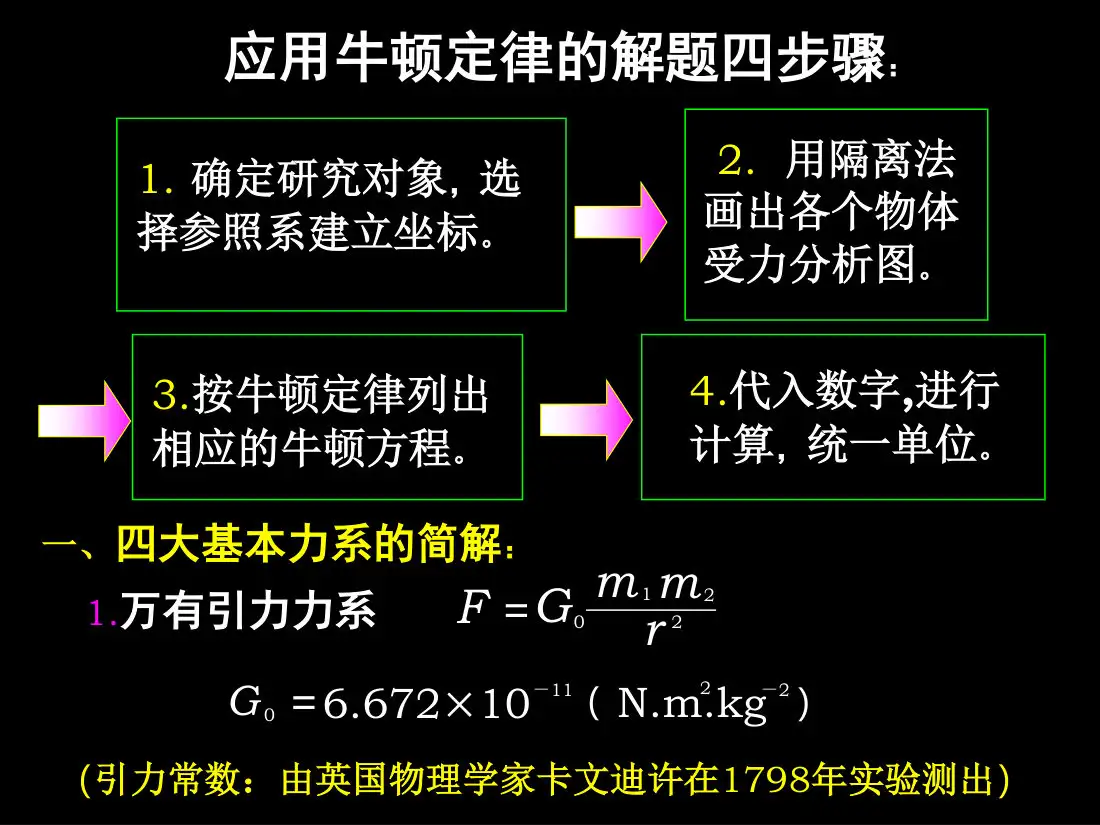 应用牛顿定律的解题四步骤:
1. 确定研究对象，选
择参照系建立坐标。
2. 用隔离法
画出各个物体
受力分析图。
3.按牛顿定律列出
相应的牛顿方程。
4.代入数字,进行
计算，统一单位。
一、四大基本力系的简解:
1.万有引力力系 F = G₀ m₁m₂ / r²
G₀ = 6.672×10⁻¹¹ ( N.m².kg⁻² )
(引力常数：由英国物理学家卡文迪许在1798年实验测出)